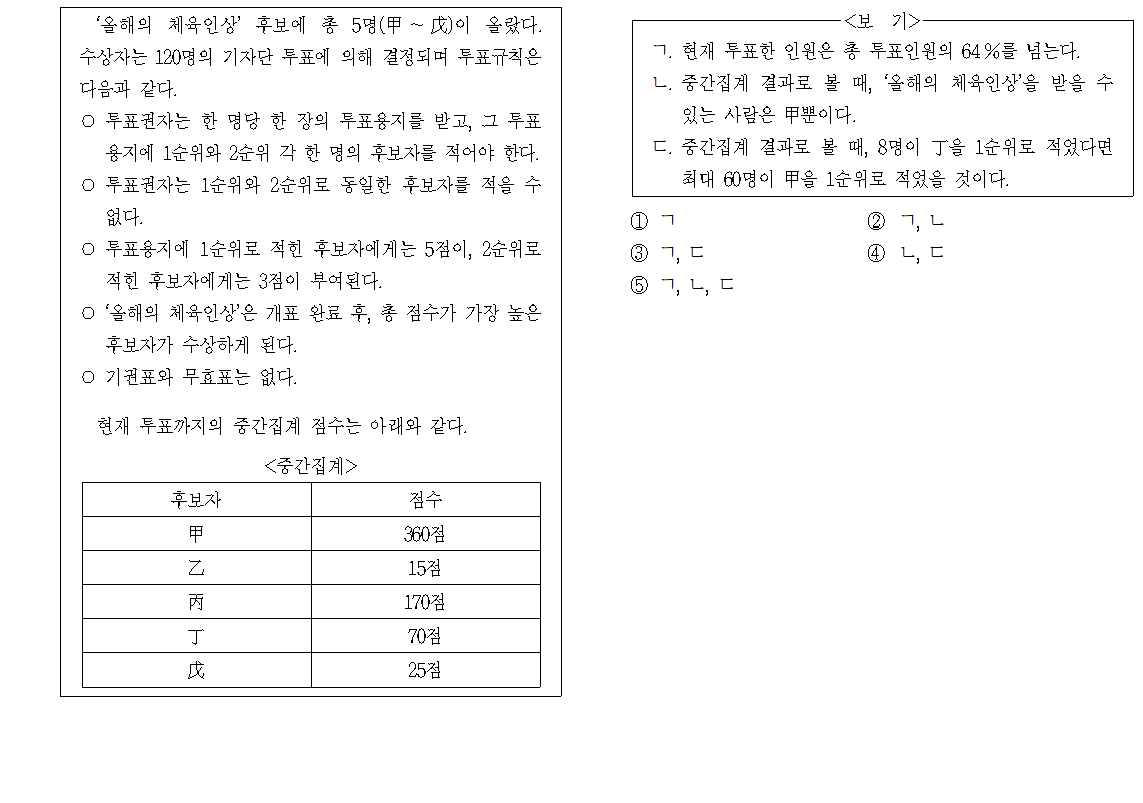 ‘올해의 체육인상’ 후보에 총 5명(甲 ~ 戊)이 올랐다.
수상자는 120명의 기자단 투표에 의해 결정되며 투표규칙은
다음과 같다.
○ 투표권자는 한 명당 한 장의 투표용지를 받고, 그 투표
용지에 1순위와 2순위 각 한 명의 후보자를 적어야 한다.
○ 투표권자는 1순위와 2순위로 동일한 후보자를 적을 수
없다.
○ 투표용지에 1순위로 적힌 후보자에게는 5점이, 2순위로
적힌 후보자에게는 3점이 부여된다.
○ ‘올해의 체육인상’은 개표 완료 후, 총 점수가 가장 높은
후보자가 수상하게 된다.
○ 기권표와 무효표는 없다.
현재 투표까지의 중간집계 점수는 아래와 같다.
<중간집계>
후보자 점수
甲 360점
乙 15점
丙 170점
丁 70점
戊 25점
<보 기>
ㄱ. 현재 투표한 인원은 총 투표인원의 64%를 넘는다.
ㄴ. 중간집계 결과로 볼 때, ‘올해의 체육인상’을 받을 수
있는 사람은 甲뿐이다.
ㄷ. 중간집계 결과로 볼 때, 8명이 丁을 1순위로 적었다면
최대 60명이 甲을 1순위로 적었을 것이다.
① ㄱ ② ㄱ, ㄴ
③ ㄱ, ㄷ ④ ㄴ, ㄷ
⑤ ㄱ, ㄴ, ㄷ